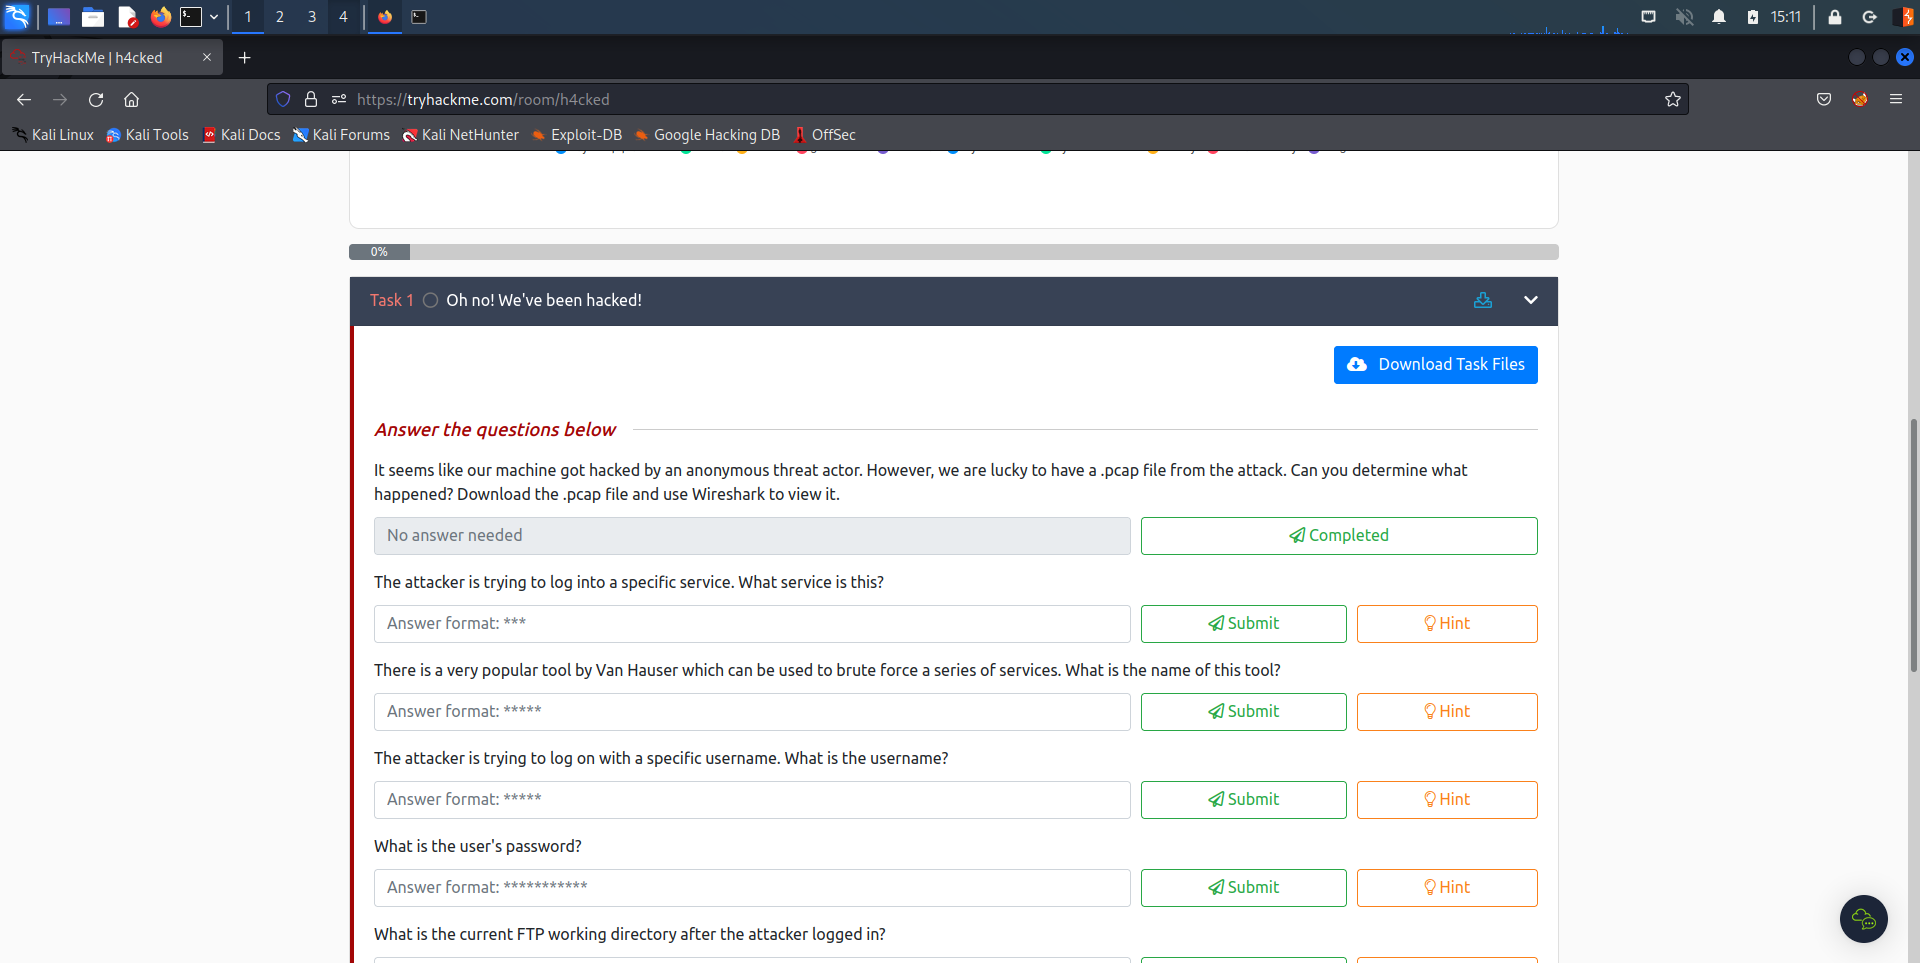 1 2 3 4 15:11
TryHackMe | h4cked
https://tryhackme.com/room/h4cked
Kali Linux Kali Tools Kali Docs Kali Forums Kali NetHunter Exploit-DB Google Hacking DB OffSec
0%
Task 1 Oh no! We've been hacked!
Download Task Files
Answer the questions below
It seems like our machine got hacked by an anonymous threat actor. However, we are lucky to have a .pcap file from the attack. Can you determine what
happened? Download the .pcap file and use Wireshark to view it.
No answer needed Completed
The attacker is trying to log into a specific service. What service is this?
Answer format: *** Submit Hint
There is a very popular tool by Van Hauser which can be used to brute force a series of services. What is the name of this tool?
Answer format: ***** Submit Hint
The attacker is trying to log on with a specific username. What is the username?
Answer format: ***** Submit Hint
What is the user's password?
Answer format: *********** Submit Hint
What is the current FTP working directory after the attacker logged in?